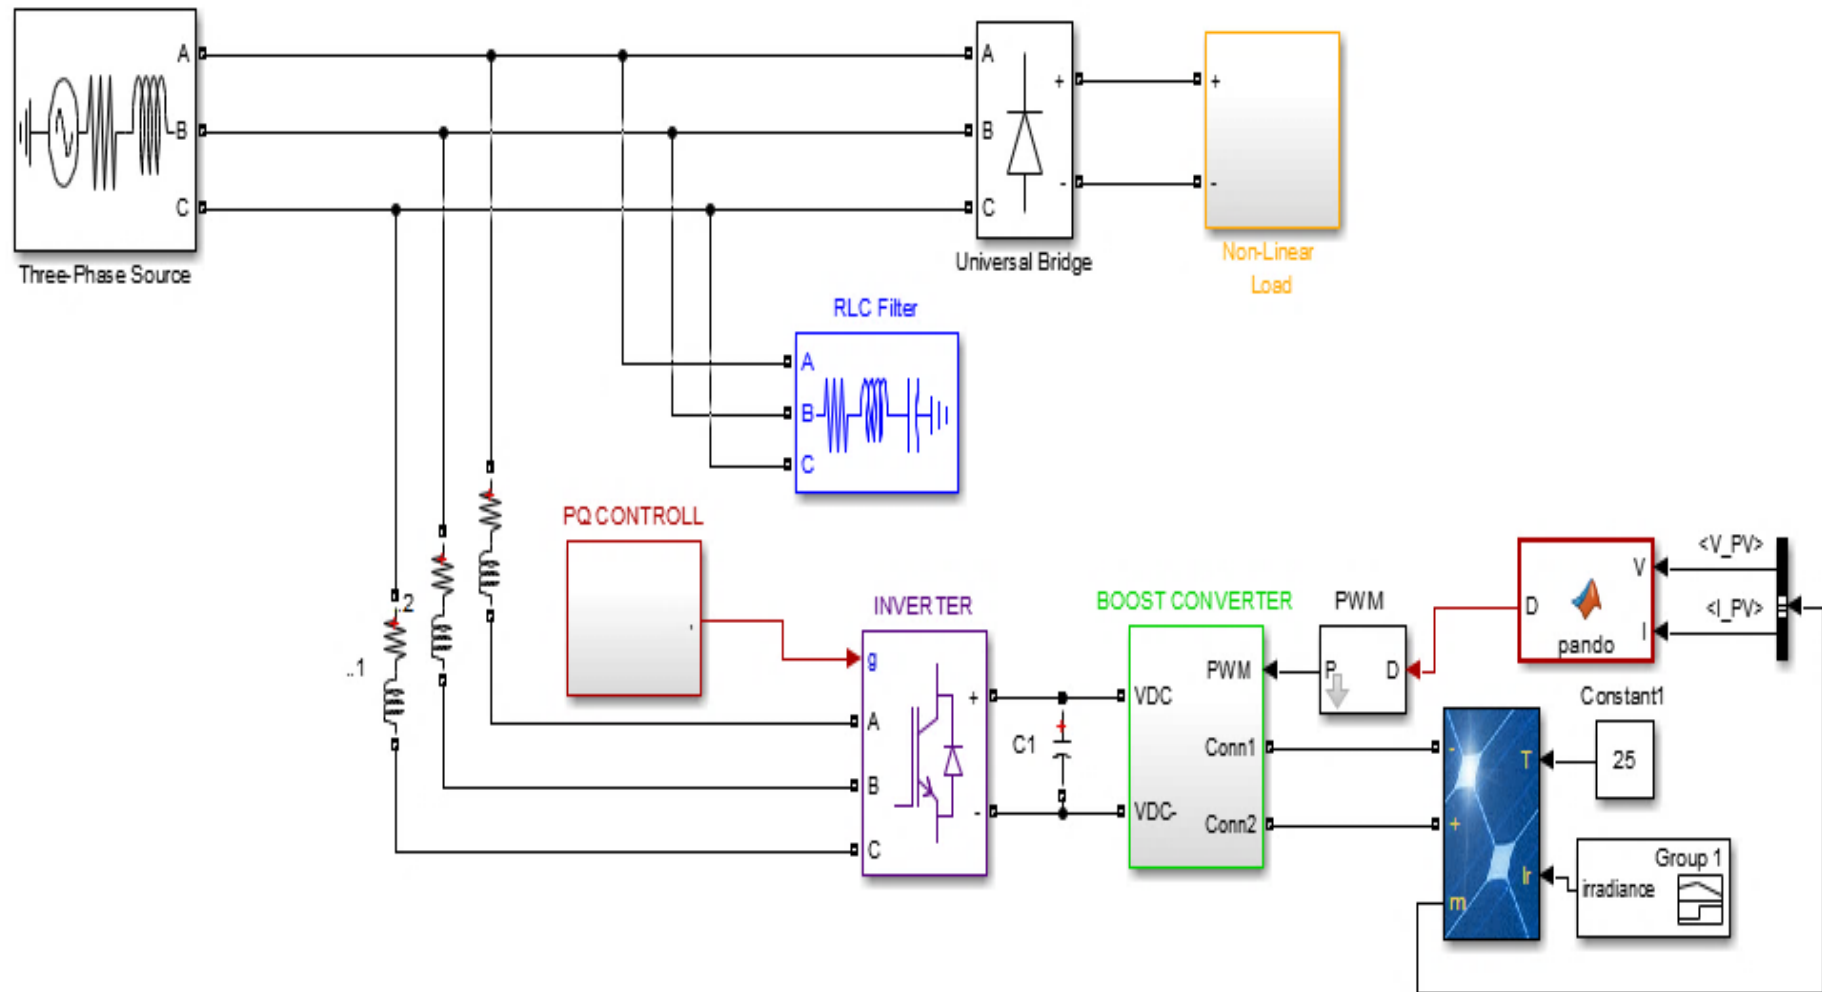 A
A
+
+
B
B
-
-
C
C
Three-Phase Source
Universal Bridge
Non-Linear
Load
RLC Filter
A
B
C
PQ CONTROLL
<V_PV>
V
<I_PV>
D
I
pando
..2
..1
INVERTER
BOOST CONVERTER
PWM
g
PWM
P
D
Constant1
+
VDC
+
A
C1
Conn1
-
T
25
B
-
VDC-
Conn2
+
C
Group 1
Ir
irradiance
m